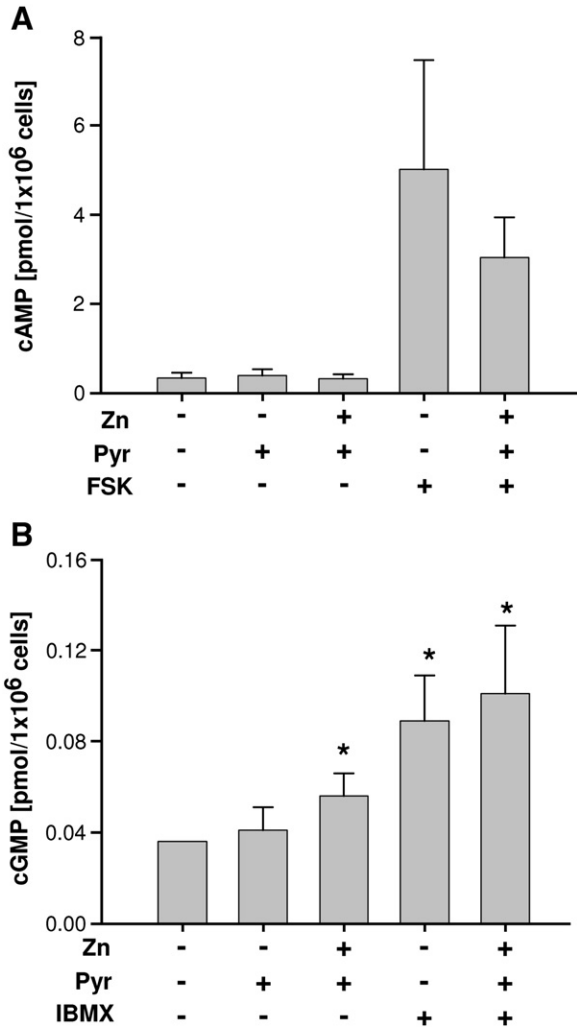 A
cAMP [pmol/1x10⁶ cells]
8
6
4
2
0
Zn - - + - +
Pyr - + + - +
FSK - - - + +
B
cGMP [pmol/1x10⁶ cells]
0.16
0.12
0.08
0.04
0.00
* * * 
Zn - - + - +
Pyr - + + - +
IBMX - - - + +